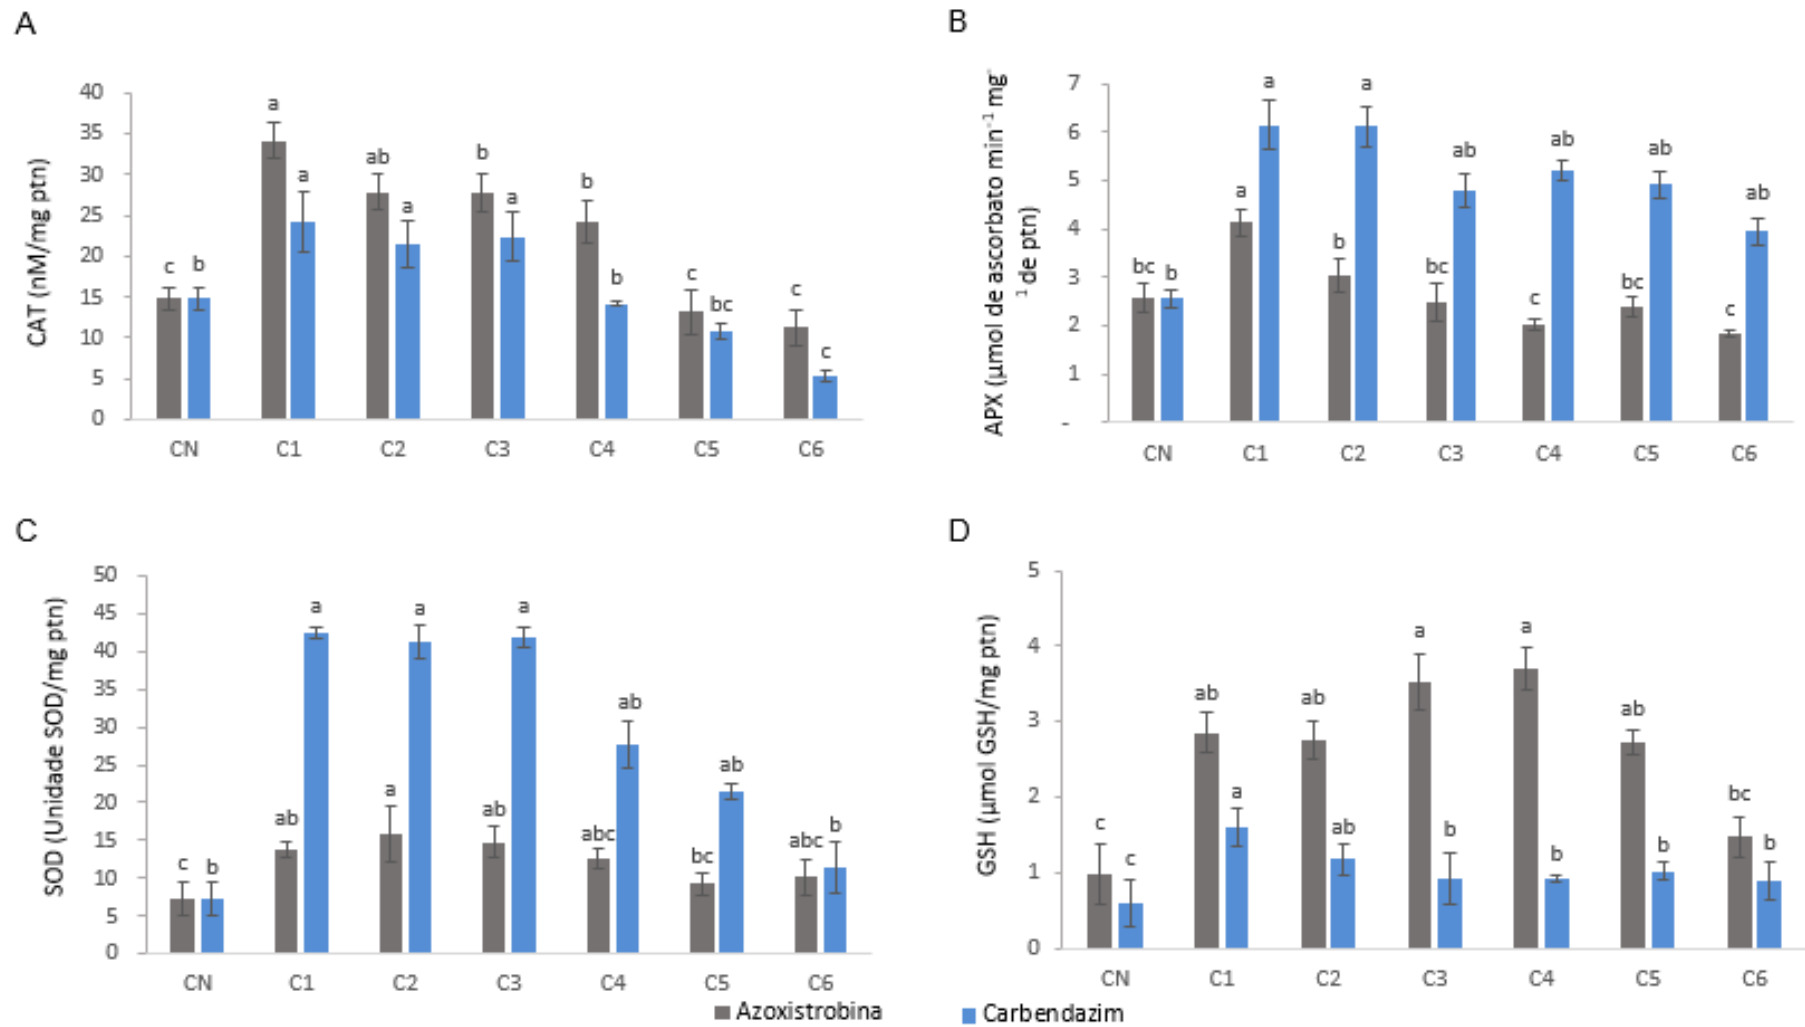 A
CAT (nM/mg ptn)
40
35
30
25
20
15
10
5
0
c b
a a
ab a
b a
b b
c bc
c c
CN C1 C2 C3 C4 C5 C6
B
APX (µmol de ascorbato min⁻¹ mg⁻
¹ de ptn)
7
6
5
4
3
2
1
-
bc b
a a
b a
bc ab
c ab
bc ab
c ab
CN C1 C2 C3 C4 C5 C6
C
SOD (Unidade SOD/mg ptn)
50
45
40
35
30
25
20
15
10
5
0
c b
ab a
a a
ab a
abc ab
bc ab
abc b
CN C1 C2 C3 C4 C5 C6
D
GSH (µmol GSH/mg ptn)
5
4
3
2
1
0
c c
ab a
ab ab
a b
a b
ab b
bc b
CN C1 C2 C3 C4 C5 C6
Azoxistrobina Carbendazim